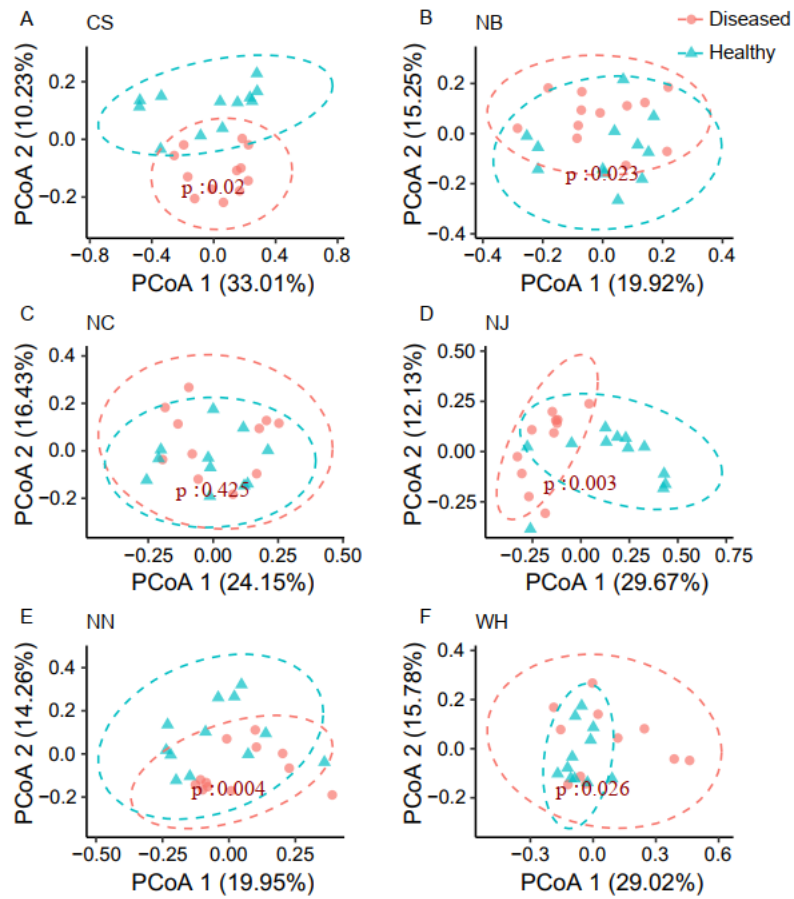 A CS
0.2
0.0
−0.2
PCoA 2 (10.23%)
p :0.02
−0.8 −0.4 0.0 0.4 0.8
PCoA 1 (33.01%)
B NB
Diseased
Healthy
0.2
0.0
−0.2
−0.4
PCoA 2 (15.25%)
p :0.023
−0.4 −0.2 0.0 0.2 0.4
PCoA 1 (19.92%)
C NC
0.4
0.2
0.0
−0.2
PCoA 2 (16.43%)
p :0.425
−0.25 0.00 0.25 0.50
PCoA 1 (24.15%)
D NJ
0.50
0.25
0.00
−0.25
PCoA 2 (12.13%)
p :0.003
−0.25 0.00 0.25 0.50 0.75
PCoA 1 (29.67%)
E NN
0.4
0.2
0.0
−0.2
PCoA 2 (14.26%)
p :0.004
−0.50 −0.25 0.00 0.25
PCoA 1 (19.95%)
F WH
0.4
0.2
0.0
−0.2
PCoA 2 (15.78%)
p :0.026
−0.3 0.0 0.3 0.6
PCoA 1 (29.02%)